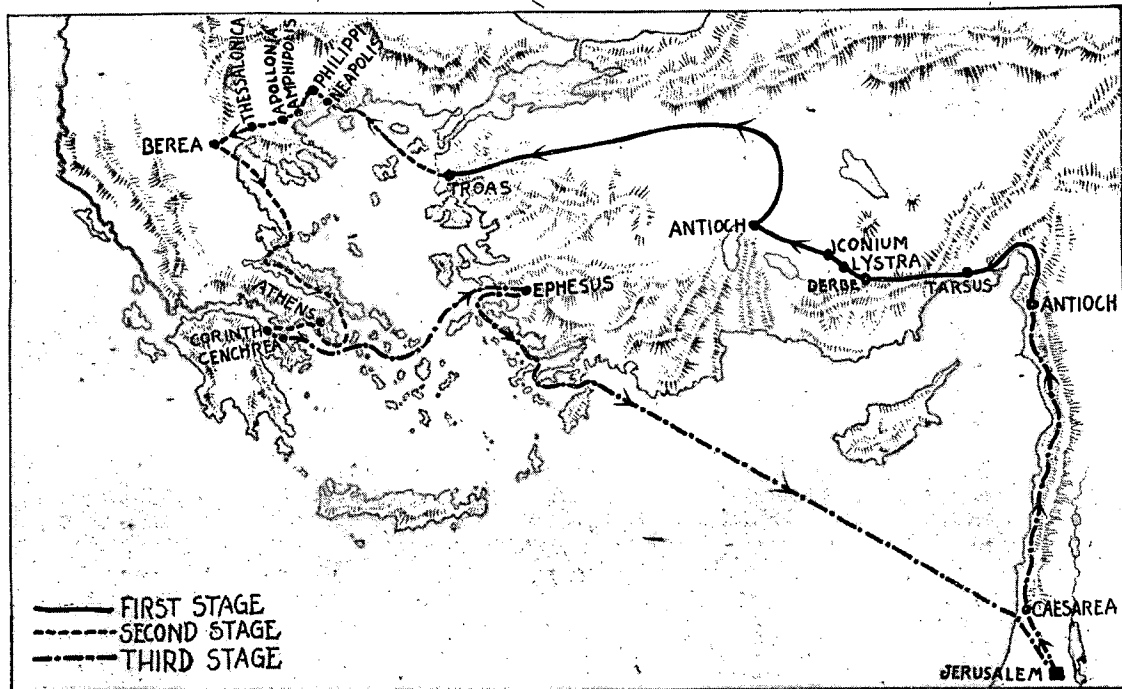 THESSALONICA
APOLLONIA
AMPHIPOLIS
PHILIPPI
NEAPOLIS
BEREA
TROAS
ANTIOCH
ICONIUM
LYSTRA
DERBE
TARSUS
ANTIOCH
EPHESUS
ATHENS
CORINTH
CENCHREA
CAESAREA
JERUSALEM
FIRST STAGE
SECOND STAGE
THIRD STAGE